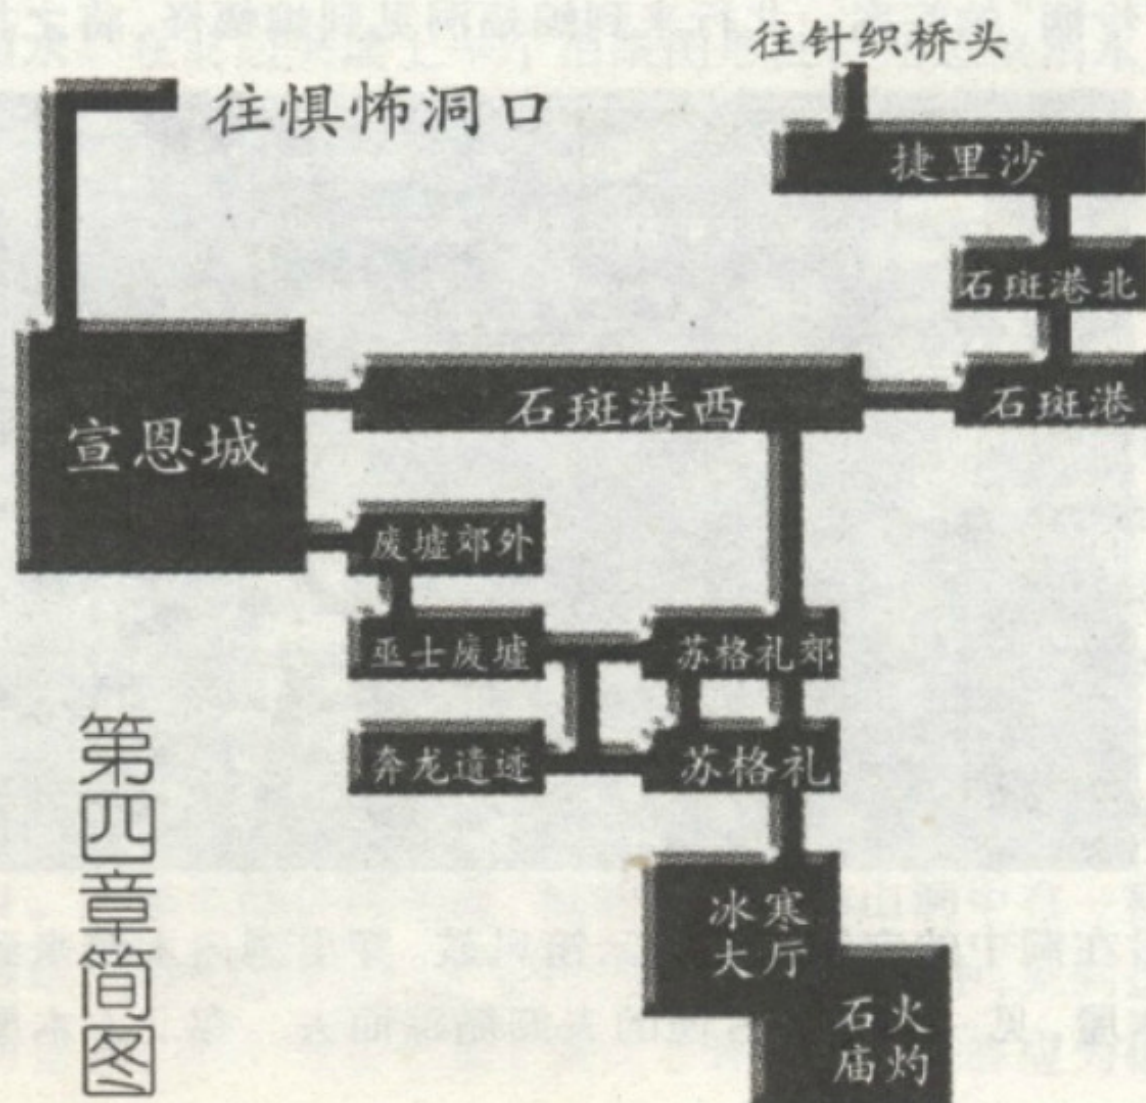 往针织桥头
往惧怖洞口
捷里沙
石斑港北
石斑港西
石斑港
宣恩城
废墟郊外
巫士废墟
苏格礼郊
奔龙遗迹
苏格礼
冰寒
大厅
石火
庙灼
第四章简图